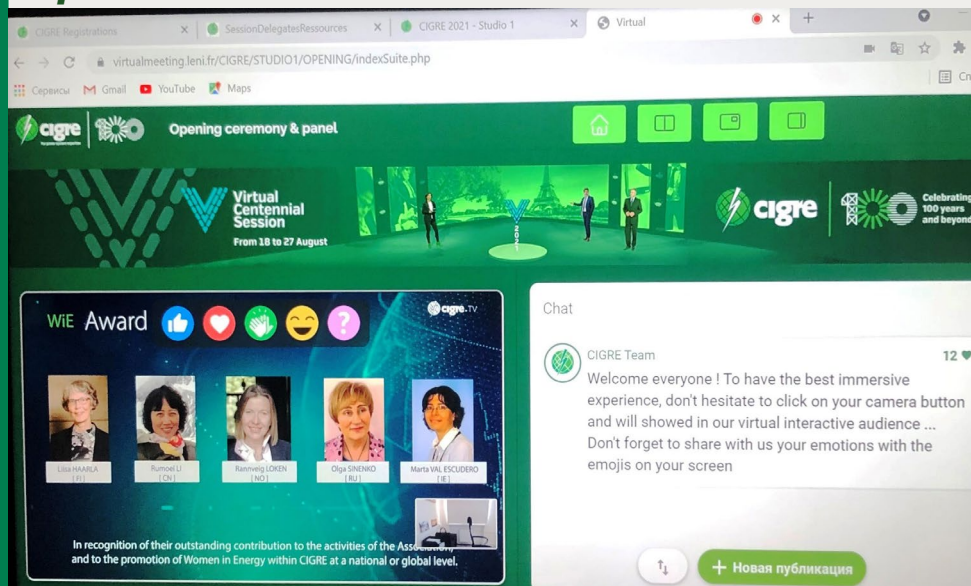 CIGRE Registrations
SessionDelegatesRessources
CIGRE 2021 - Studio 1
Virtual
virtualmeeting.leni.fr/CIGRE/STUDIO1/OPENING/indexSuite.php
Сервисы
Gmail
YouTube
Maps
cigre
Opening ceremony & panel
Virtual
Centennial
Session
From 18 to 27 August
V
2021
cigre
Celebrating
100 years
and beyond
WiE Award
?
cigre.TV
Liisa HAARLA
[ FI ]
Rumoei LI
[ CN ]
Rannveig LOKEN
[ NO ]
Olga SINENKO
[ RU ]
Marta VAL ESCUDERO
[ IE ]
In recognition of their outstanding contribution to the activities of the
and to the promotion of Women in Energy within CIGRE at a national or global level.
Chat
CIGRE Team
12
Welcome everyone ! To have the best immersive
experience, don't hesitate to click on your camera button
and will showed in our virtual interactive audience ...
Don't forget to share with us your emotions with the
emojis on your screen
+ Новая публикация